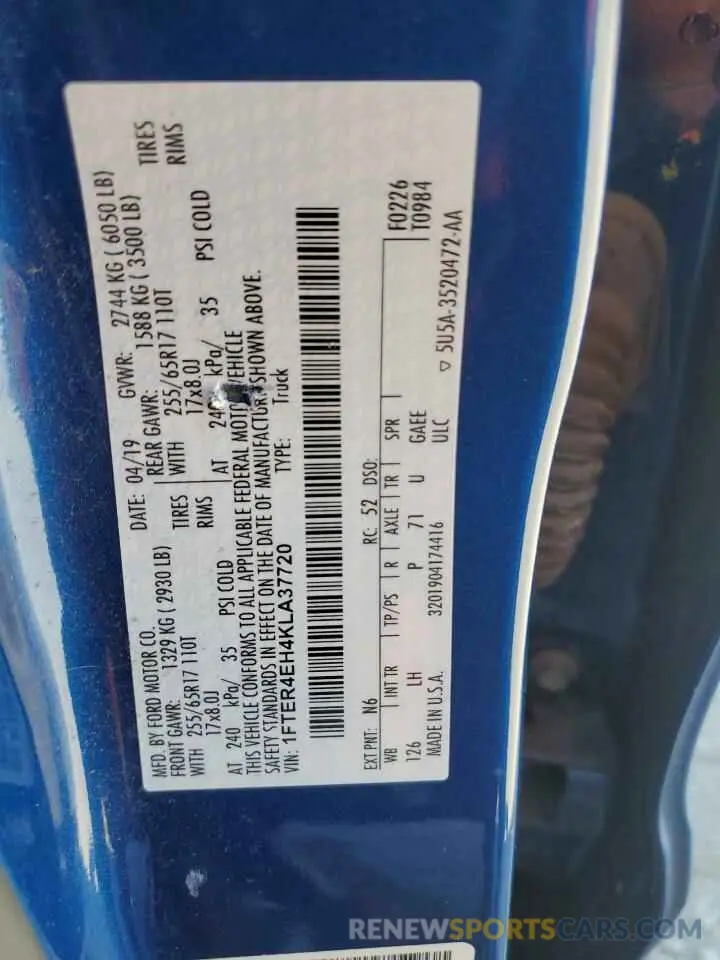 MFD. BY FORD MOTOR CO. DATE: 04/19 GVWR: 2744 KG ( 6050 LB)
FRONT GAWR: 1329 KG ( 2930 LB) REAR GAWR: 1588 KG ( 3500 LB)
WITH 255/65R17 110T TIRES WITH 255/65R17 110T TIRES
17x8.0J RIMS 17x8.0J RIMS
AT 240 kPa/ 35 PSI COLD AT 240 kPa/ 35 PSI COLD
THIS VEHICLE CONFORMS TO ALL APPLICABLE FEDERAL MOTOR VEHICLE
SAFETY STANDARDS IN EFFECT ON THE DATE OF MANUFACTURE SHOWN ABOVE.
VIN: 1FTER4EH4KLA37720 TYPE: Truck
F0226
T0984
EXT PNT: N6 RC: 52 DSO:
WB INT TR TP/PS R AXLE TR SPR
126 LH P 71 U GAEE
MADE IN U.S.A. 3201904174416 ULC ▽ 5U5A-3520472-AA
RENEWSPORTSCARS.COM